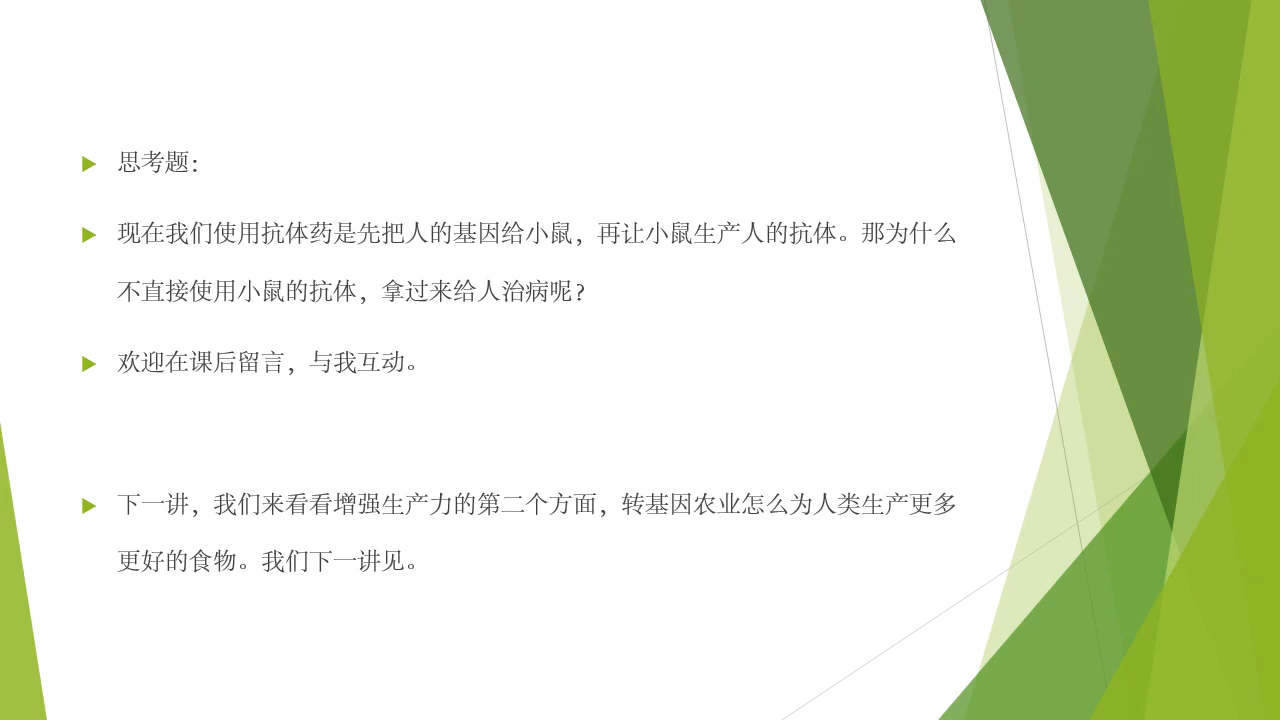 思考题：
现在我们使用抗体药是先把人的基因给小鼠，再让小鼠生产人的抗体。那为什么
不直接使用小鼠的抗体，拿过来给人治病呢?
欢迎在课后留言，与我互动。
下一讲，我们来看看增强生产力的第二个方面，转基因农业怎么为人类生产更多
更好的食物。我们下一讲见。